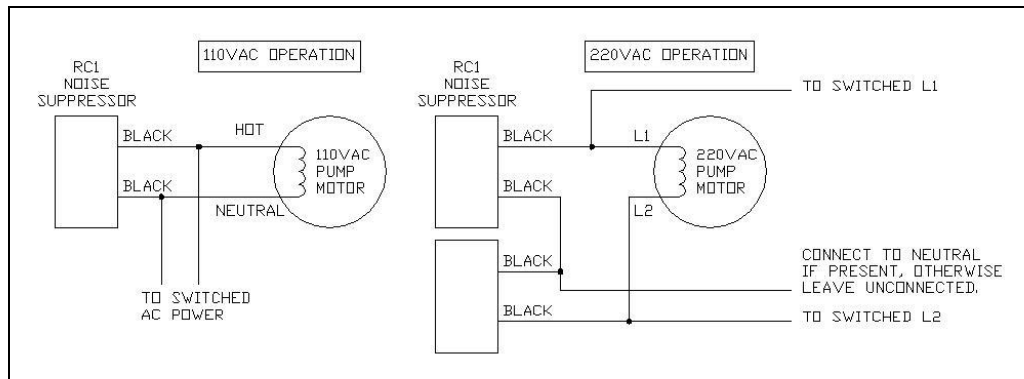 110VAC OPERATION
RC1
NOISE
SUPPRESSOR
BLACK
HOT
110VAC
PUMP
MOTOR
BLACK
NEUTRAL
TO SWITCHED
AC POWER
220VAC OPERATION
RC1
NOISE
SUPPRESSOR
TO SWITCHED L1
BLACK
L1
220VAC
PUMP
MOTOR
BLACK
L2
BLACK
CONNECT TO NEUTRAL
IF PRESENT, OTHERWISE
LEAVE UNCONNECTED.
BLACK
TO SWITCHED L2